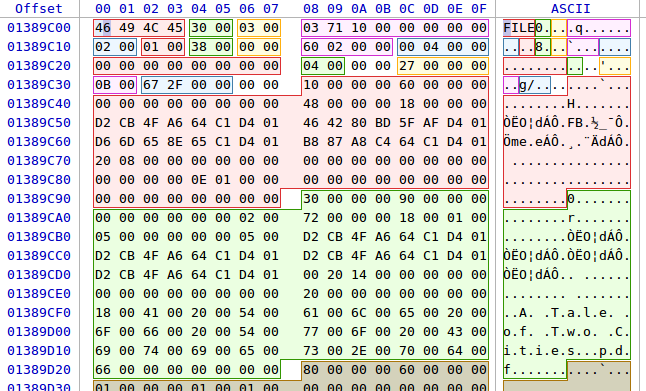 Offset 00 01 02 03 04 05 06 07 08 09 0A 0B 0C 0D 0E 0F ASCII
01389C00 46 49 4C 45 30 00 03 00 03 71 10 00 00 00 00 00 FILE0....q......
01389C10 02 00 01 00 38 00 00 00 60 02 00 00 00 04 00 00 ....8...`.......
01389C20 00 00 00 00 00 00 00 00 04 00 00 00 27 00 00 00 ............'...
01389C30 0B 00 67 2F 00 00 00 00 10 00 00 00 60 00 00 00 ..g/........`...
01389C40 00 00 00 00 00 00 00 00 48 00 00 00 18 00 00 00 ........H.......
01389C50 D2 CB 4F A6 64 C1 D4 01 46 42 80 BD 5F AF D4 01 ÒËO¦dÁÔ.FB.½_¯Ô.
01389C60 D6 6D 65 8E 65 C1 D4 01 B8 87 A8 C4 64 C1 D4 01 Öme.eÁÔ.¸.¨ÄdÁÔ.
01389C70 20 08 00 00 00 00 00 00 00 00 00 00 00 00 00 00 ...............
01389C80 00 00 00 00 0E 01 00 00 00 00 00 00 00 00 00 00 ................
01389C90 00 00 00 00 00 00 00 00 30 00 00 00 90 00 00 00 ........0.......
01389CA0 00 00 00 00 00 00 02 00 72 00 00 00 18 00 01 00 ........r.......
01389CB0 05 00 00 00 00 00 05 00 D2 CB 4F A6 64 C1 D4 01 ........ÒËO¦dÁÔ.
01389CC0 D2 CB 4F A6 64 C1 D4 01 D2 CB 4F A6 64 C1 D4 01 ÒËO¦dÁÔ.ÒËO¦dÁÔ.
01389CD0 D2 CB 4F A6 64 C1 D4 01 00 20 14 00 00 00 00 00 ÒËO¦dÁÔ.. ......
01389CE0 00 00 00 00 00 00 00 00 20 00 00 00 00 00 00 00 ........ .......
01389CF0 18 00 41 00 20 00 54 00 61 00 6C 00 65 00 20 00 ..A. .T.a.l.e. .
01389D00 6F 00 66 00 20 00 54 00 77 00 6F 00 20 00 43 00 o.f. .T.w.o. .C.
01389D10 69 00 74 00 69 00 65 00 73 00 2E 00 70 00 64 00 i.t.i.e.s...p.d.
01389D20 66 00 00 00 00 00 00 00 80 00 00 00 60 00 00 00 f...........`...
01389D30 01 00 00 00 01 00 01 00 00 00 00 00 00 00 00 00